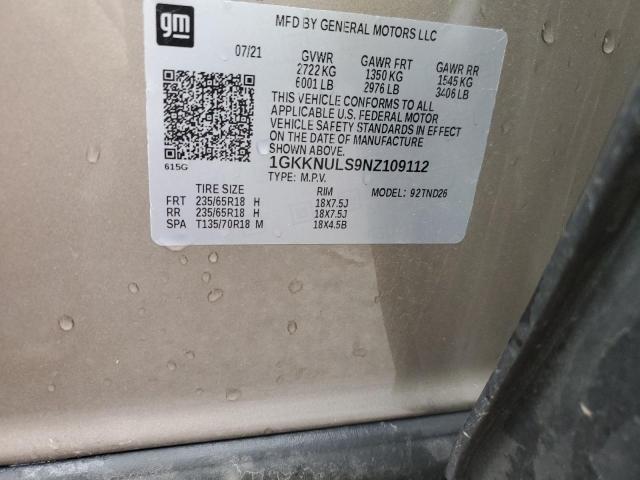 gm
MFD BY GENERAL MOTORS LLC
07/21 GVWR GAWR FRT GAWR RR
2722 KG 1350 KG 1545 KG
6001 LB 2976 LB 3406 LB
THIS VEHICLE CONFORMS TO ALL
APPLICABLE U.S. FEDERAL MOTOR
VEHICLE SAFETY STANDARDS IN EFFECT
ON THE DATE OF MANUFACTURE
SHOWN ABOVE.
615G 1GKKNULS9NZ109112
TYPE: M.P.V.
TIRE SIZE RIM MODEL: 92TND26
FRT 235/65R18 H 18X7.5J
RR 235/65R18 H 18X7.5J
SPA T135/70R18 M 18X4.5B